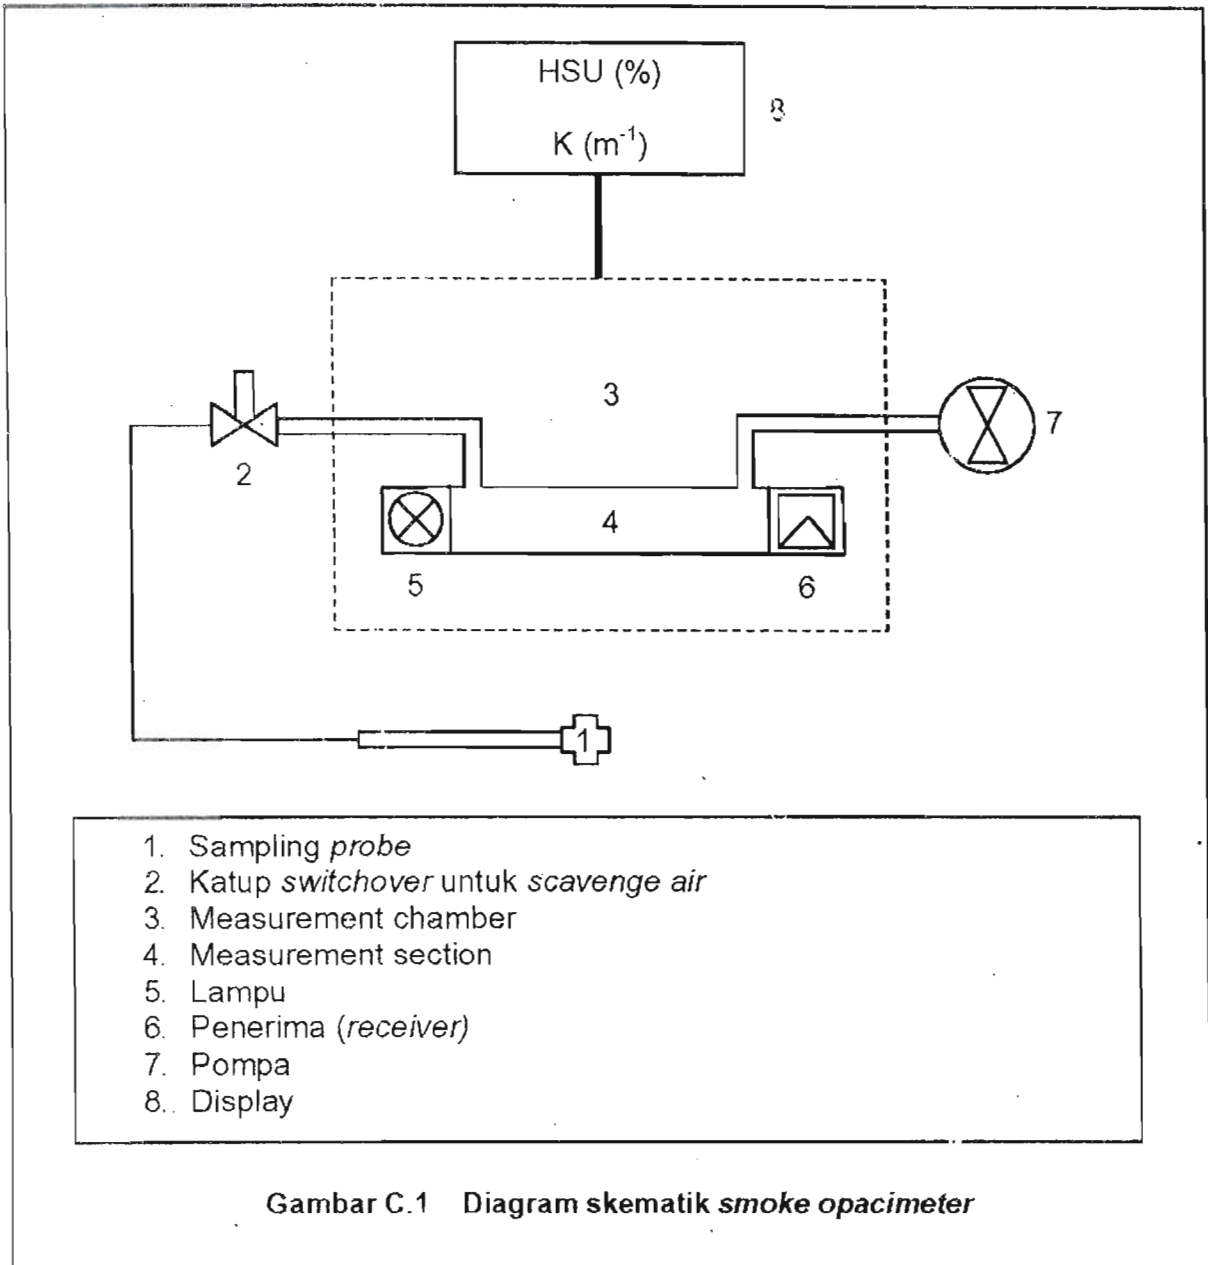 HSU (%)
K (m⁻¹)
8
3
7
2
4
5
6
1
1. Sampling probe
2. Katup switchover untuk scavenge air
3. Measurement chamber
4. Measurement section
5. Lampu
6. Penerima (receiver)
7. Pompa
8. Display
Gambar C.1 Diagram skematik smoke opacimeter